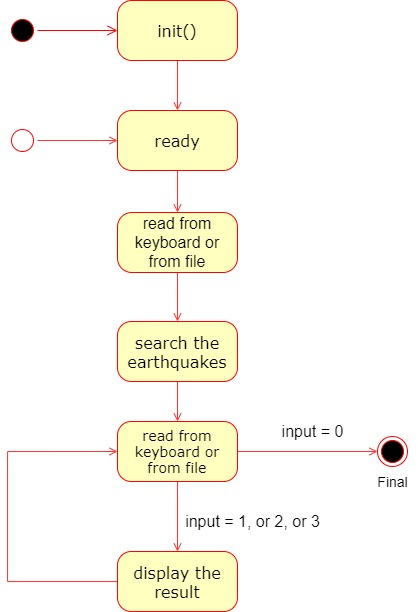 init()
ready
read from
keyboard or
from file
search the
earthquakes
read from
keyboard or
from file
input = 0
Final
input = 1, or 2, or 3
display the
result